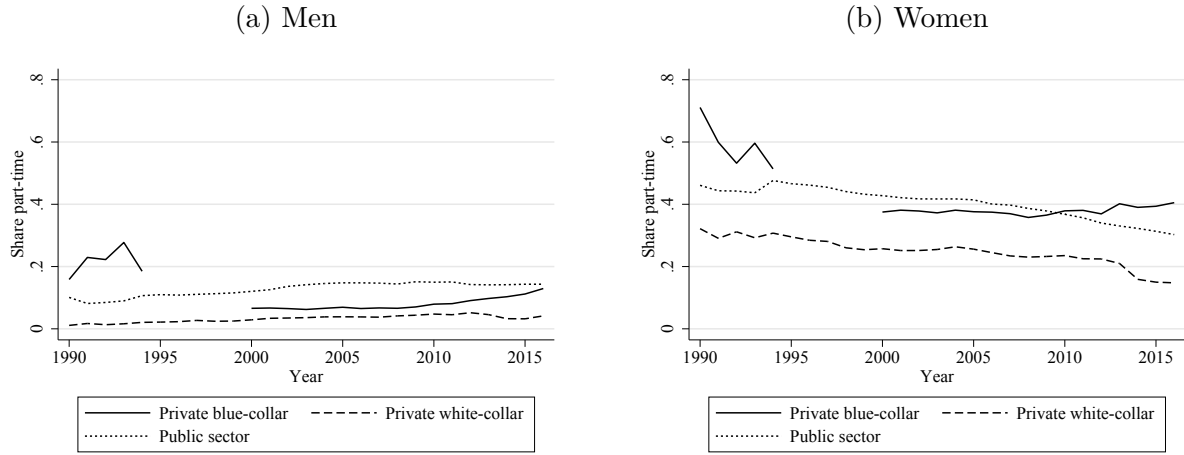 (a) Men
.8
.6
.4
.2
0
Share part-time
1990 1995 2000 2005 2010 2015
Year
Private blue-collar Private white-collar
Public sector
(b) Women
.8
.6
.4
.2
0
Share part-time
1990 1995 2000 2005 2010 2015
Year
Private blue-collar Private white-collar
Public sector